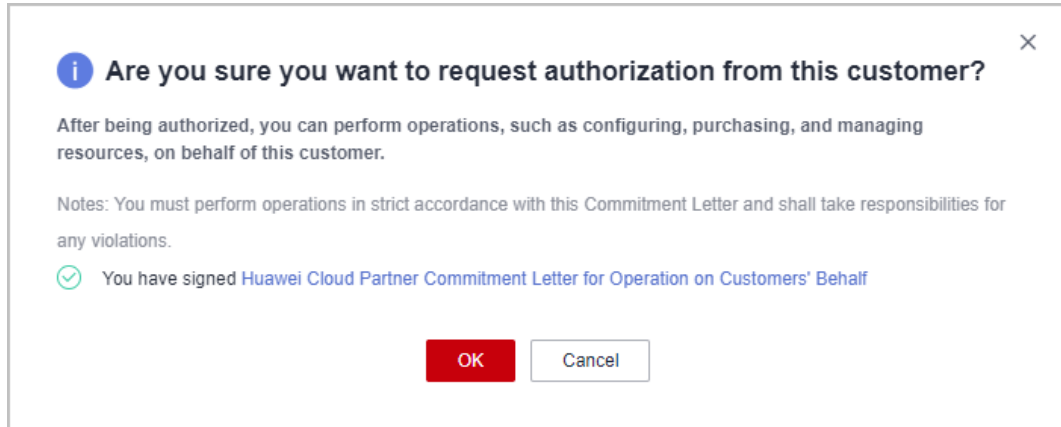 Are you sure you want to request authorization from this customer?
After being authorized, you can perform operations, such as configuring, purchasing, and managing
resources, on behalf of this customer.
Notes: You must perform operations in strict accordance with this Commitment Letter and shall take responsibilities for
any violations.
You have signed Huawei Cloud Partner Commitment Letter for Operation on Customers' Behalf
OK Cancel